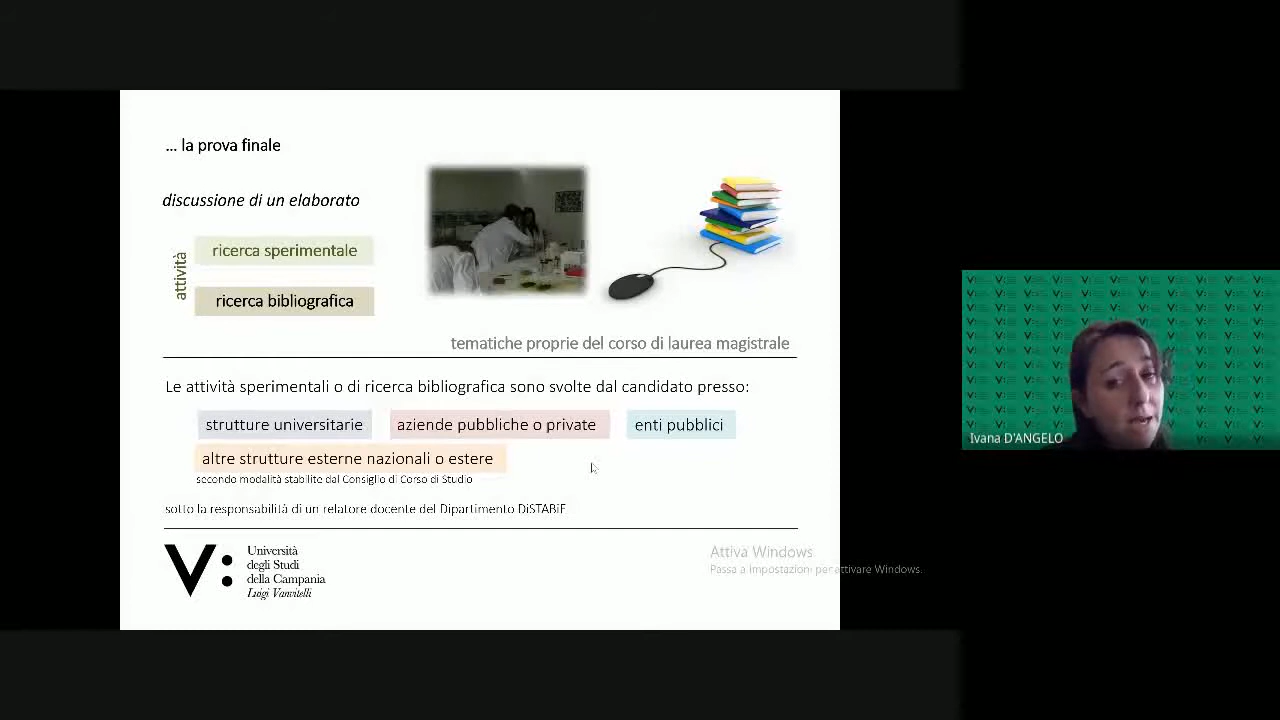 ... la prova finale
discussione di un elaborato
attività
ricerca sperimentale
ricerca bibliografica
tematiche proprie del corso di laurea magistrale
Le attività sperimentali o di ricerca bibliografica sono svolte dal candidato presso:
strutture universitarie aziende pubbliche o private enti pubblici
altre strutture esterne nazionali o estere
secondo modalità stabilite dal Consiglio di Corso di Studio
sotto la responsabilità di un relatore docente del Dipartimento DiSTABiF
V:
Università
degli Studi
della Campania
Luigi Vanvitelli
Attiva Windows
Passa a impostazioni per attivare Windows.
Ivana D'ANGELO